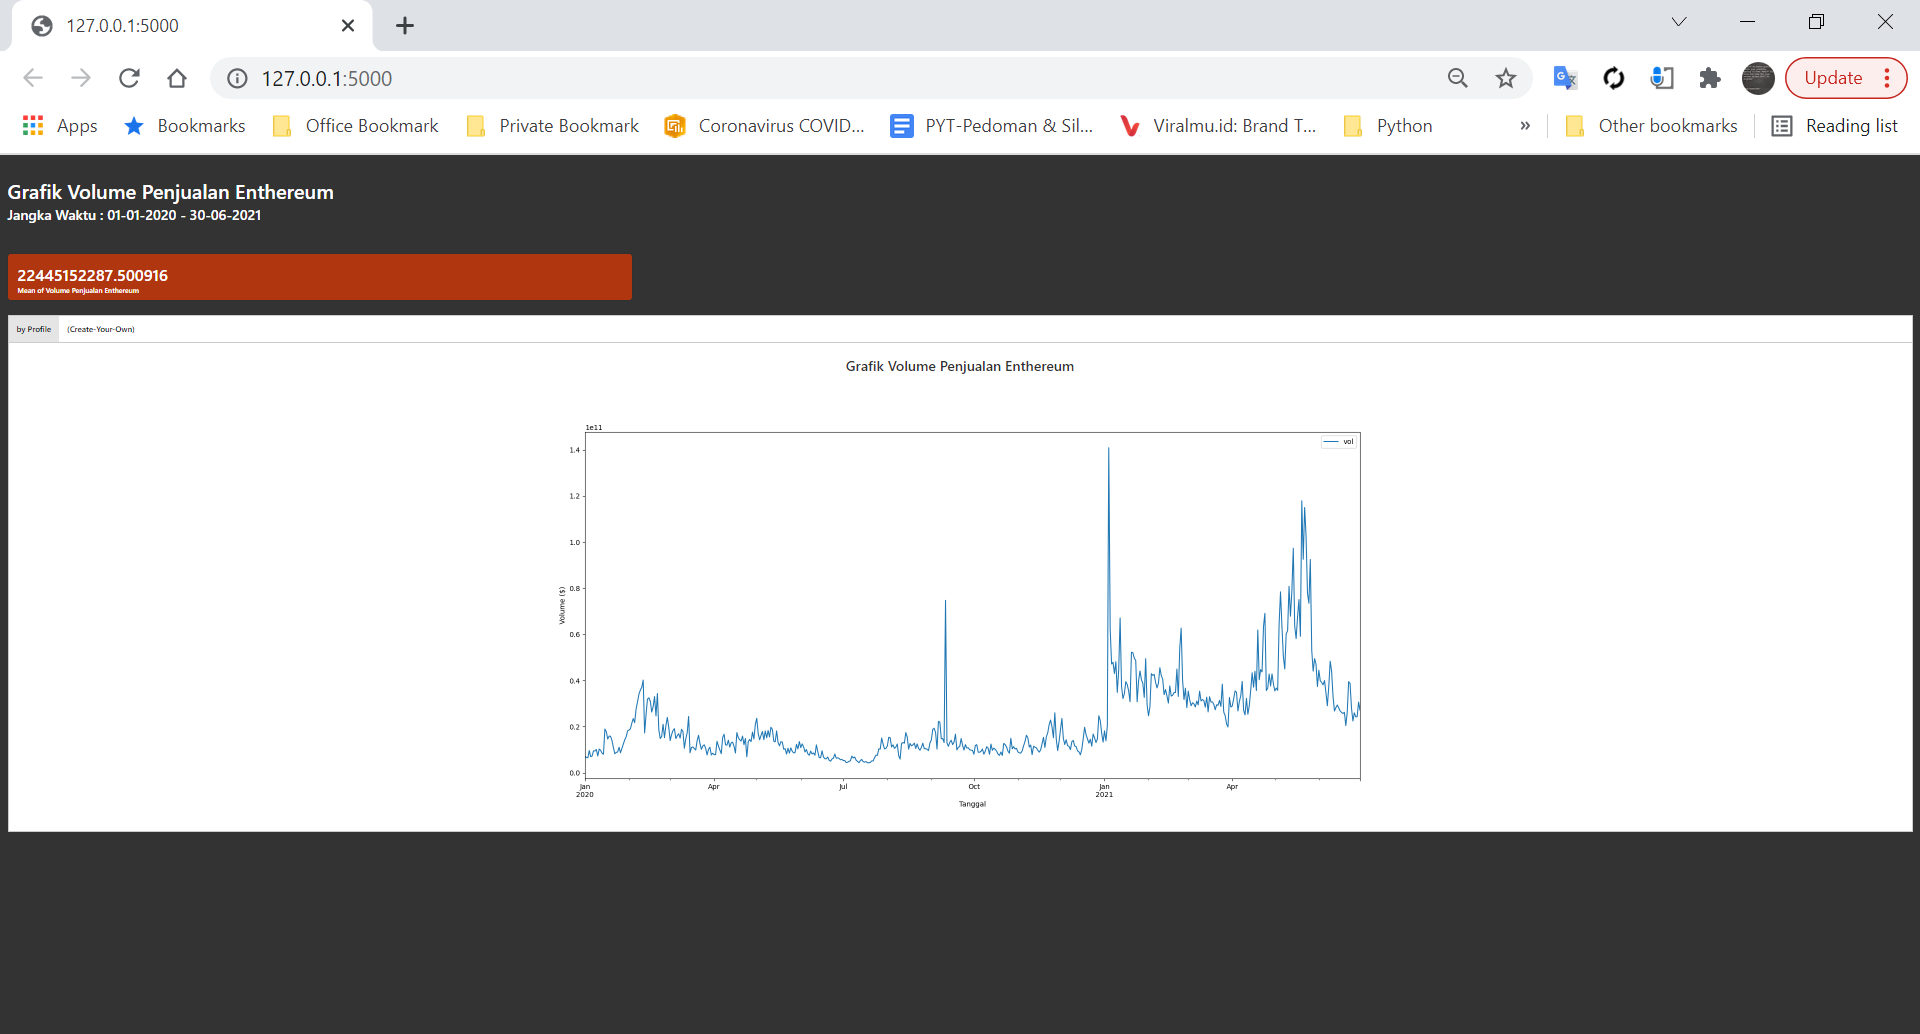 127.0.0.1:5000
127.0.0.1:5000
Update
Apps
Bookmarks
Office Bookmark
Private Bookmark
Coronavirus COVID...
PYT-Pedoman & Sil...
Viralmu.id: Brand T...
Python
»
Other bookmarks
Reading list
Grafik Volume Penjualan Enthereum
Jangka Waktu : 01-01-2020 - 30-06-2021
22445152287.500916
Mean of Volume Penjualan Enthereum
by Profile
(Create-Your-Own)
Grafik Volume Penjualan Enthereum
1e11
vol
1.4
1.2
1.0
0.8
0.6
0.4
0.2
0.0
Volume ($)
Jan
2020
Apr
Jul
Oct
Jan
2021
Apr
Tanggal